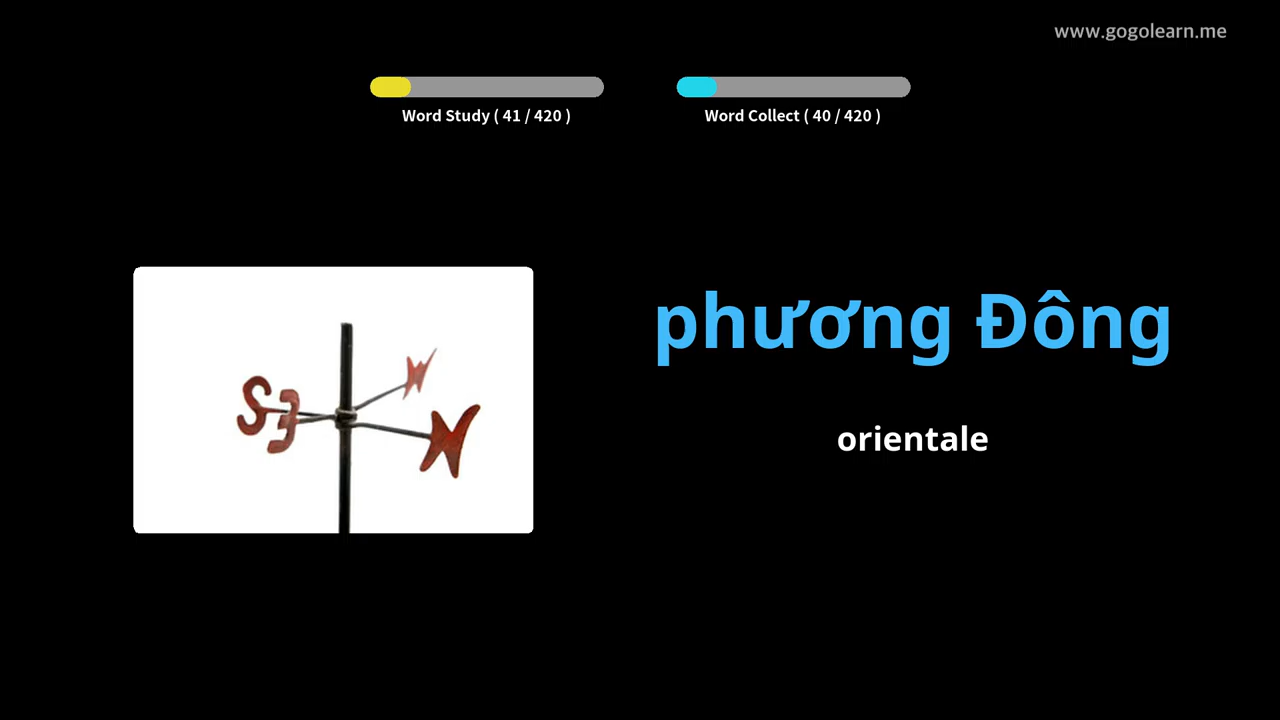 www.gogolearn.me
Word Study ( 41 / 420 )
Word Collect ( 40 / 420 )
phương Đông
orientale
S E N